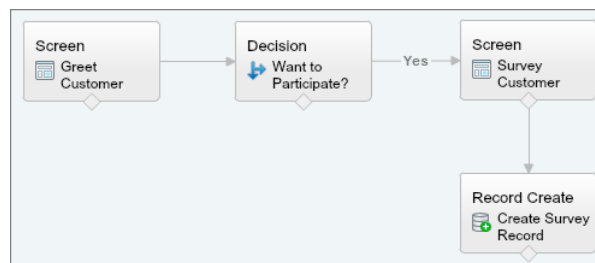 Screen
Greet
Customer
Decision
Want to
Participate?
Yes
Screen
Survey
Customer
Record Create
Create Survey
Record